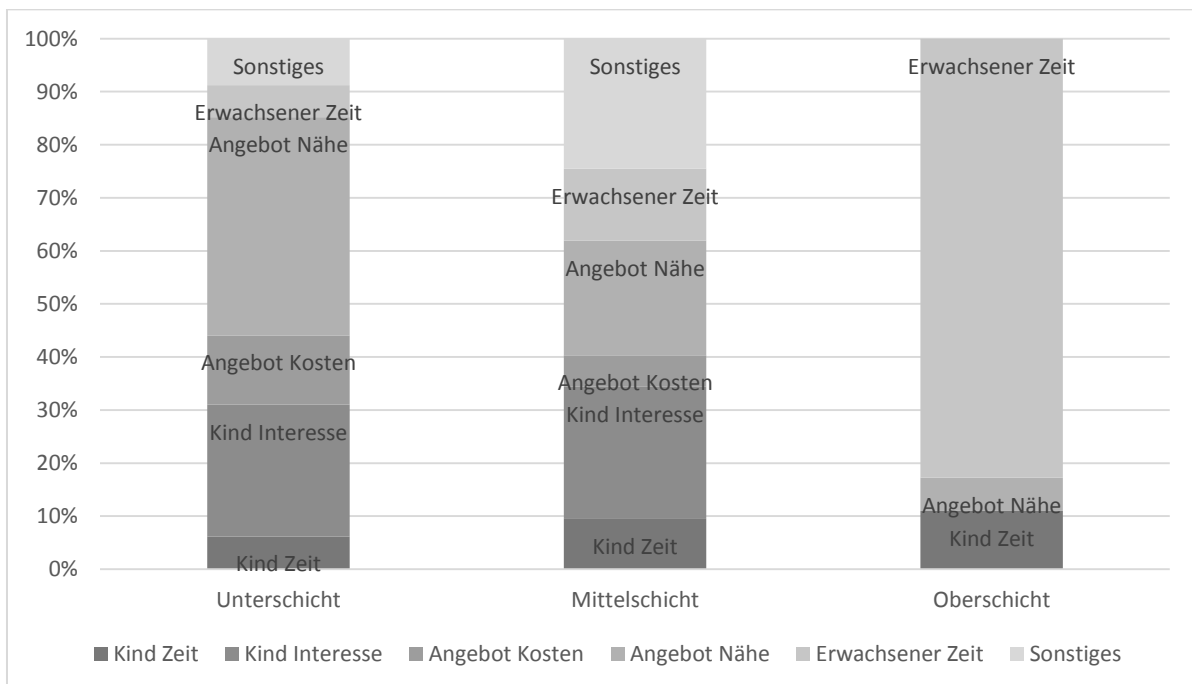 100%
90%
80%
70%
60%
50%
40%
30%
20%
10%
0%
Sonstiges
Erwachsener Zeit
Angebot Nähe
Angebot Kosten
Kind Interesse
Kind Zeit
Sonstiges
Erwachsener Zeit
Angebot Nähe
Angebot Kosten
Kind Interesse
Kind Zeit
Erwachsener Zeit
Angebot Nähe
Kind Zeit
Unterschicht
Mittelschicht
Oberschicht
Kind Zeit Kind Interesse Angebot Kosten Angebot Nähe Erwachsener Zeit Sonstiges